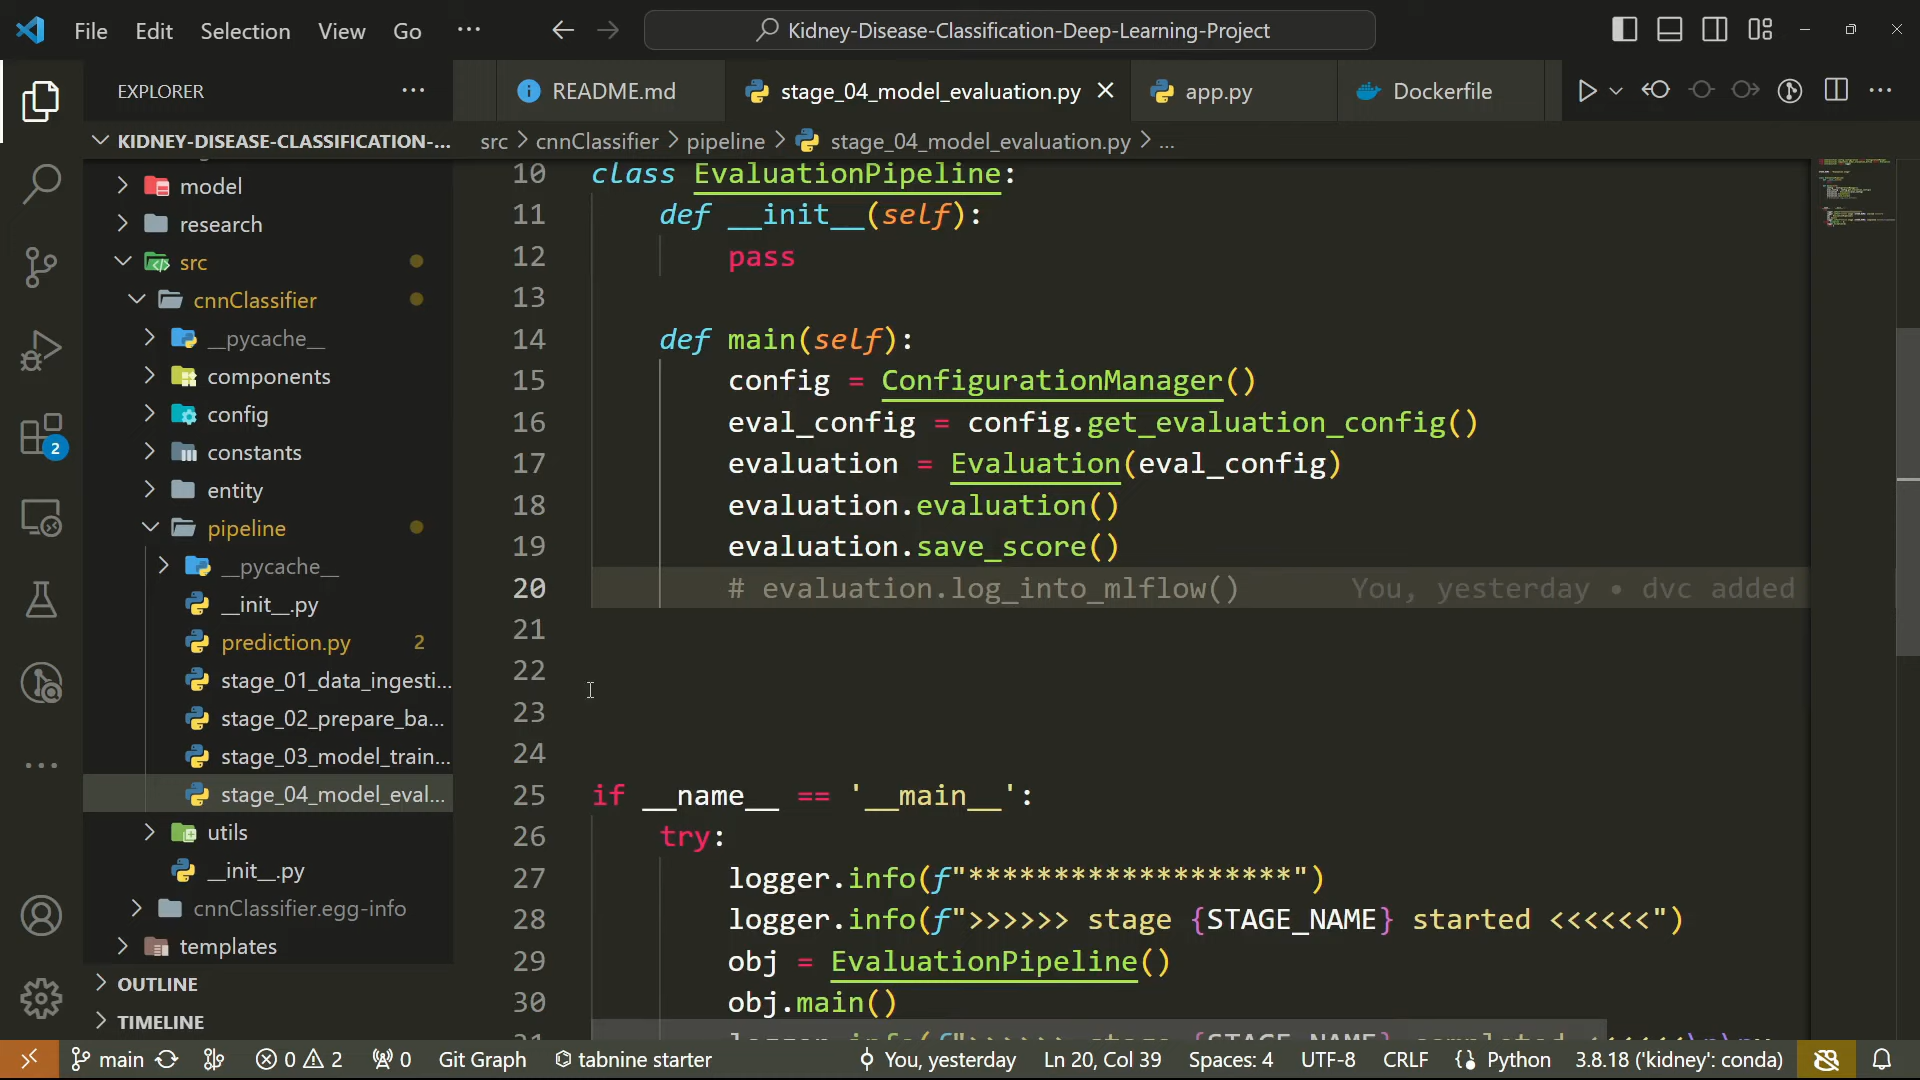 File Edit Selection View Go ... Kidney-Disease-Classification-Deep-Learning-Project
EXPLORER ...
README.md
stage_04_model_evaluation.py
app.py
Dockerfile
KIDNEY-DISEASE-CLASSIFICATION-...
src > cnnClassifier > pipeline > stage_04_model_evaluation.py > ...
model
research
src
cnnClassifier
__pycache__
components
config
constants
entity
pipeline
__pycache__
__init__.py
prediction.py 2
stage_01_data_ingesti...
stage_02_prepare_ba...
stage_03_model_train...
stage_04_model_eval...
utils
__init__.py
cnnClassifier.egg-info
templates
OUTLINE
TIMELINE
2
10 class EvaluationPipeline:
11 def __init__(self):
12 pass
13
14 def main(self):
15 config = ConfigurationManager()
16 eval_config = config.get_evaluation_config()
17 evaluation = Evaluation(eval_config)
18 evaluation.evaluation()
19 evaluation.save_score()
20 # evaluation.log_into_mlflow() You, yesterday • dvc added
21
22
23
24
25 if __name__ == '__main__':
26 try:
27 logger.info(f"*******************")
28 logger.info(f">>>>>> stage {STAGE_NAME} started <<<<<<")
29 obj = EvaluationPipeline()
30 obj.main()
main 0 2 0 Git Graph tabnine starter You, yesterday Ln 20, Col 39 Spaces: 4 UTF-8 CRLF Python 3.8.18 ('kidney': conda)